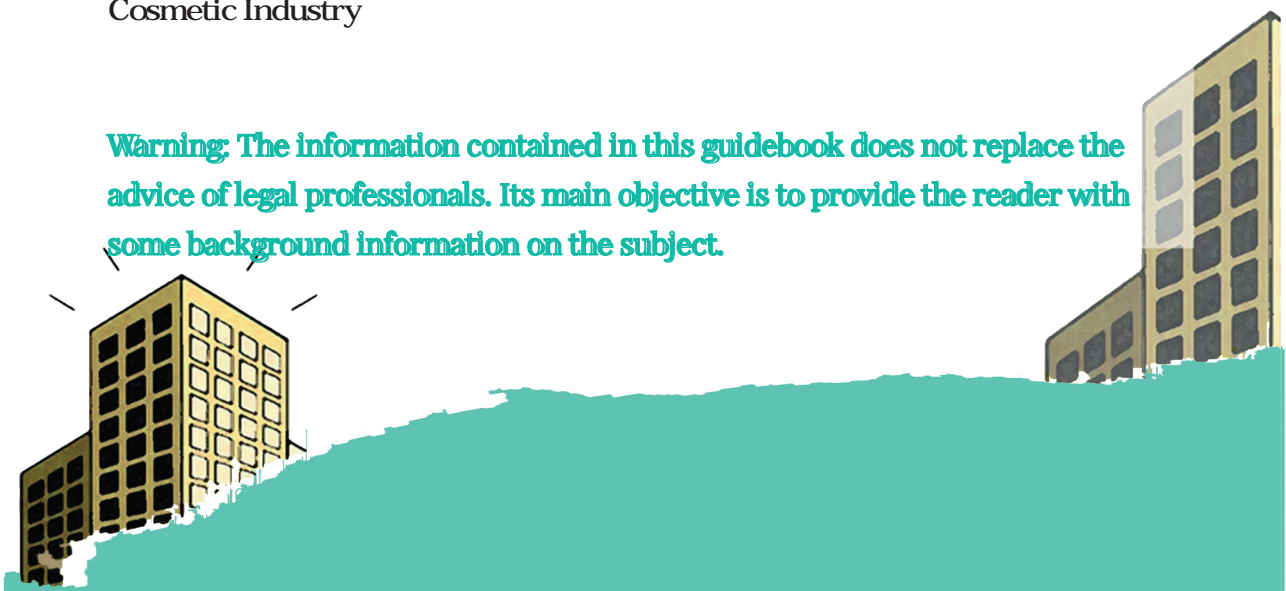 Cosmetic Industry
Warning: The information contained in this guidebook does not replace the
advice of legal professionals. Its main objective is to provide the reader with
some background information on the subject.